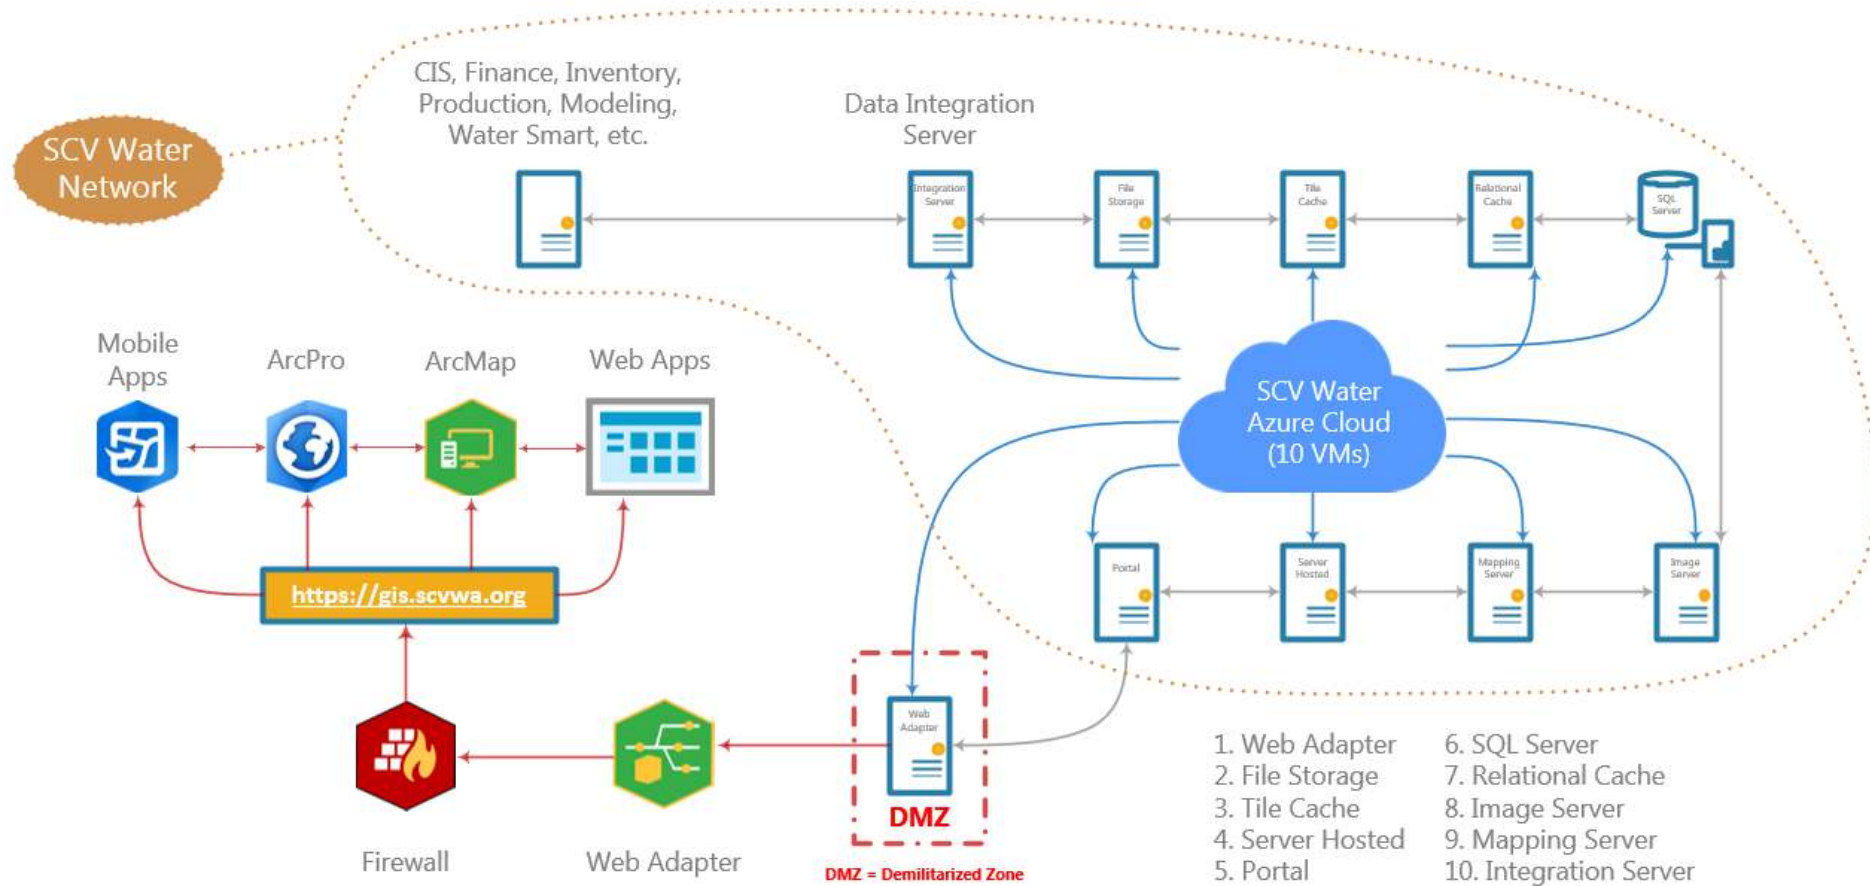 SCV Water
Network
CIS, Finance, Inventory,
Production, Modeling,
Water Smart, etc.
Data Integration
Server
Integration
Server
File
Storage
Tile
Cache
Relational
Cache
SQL
Server
Mobile
Apps
ArcPro
ArcMap
Web Apps
SCV Water
Azure Cloud
(10 VMs)
https://gis.scvwa.org
Portal
Server
Hosted
Mapping
Server
Image
Server
Web
Adapter
DMZ
DMZ = Demilitarized Zone
Firewall
Web Adapter
1. Web Adapter
2. File Storage
3. Tile Cache
4. Server Hosted
5. Portal
6. SQL Server
7. Relational Cache
8. Image Server
9. Mapping Server
10. Integration Server